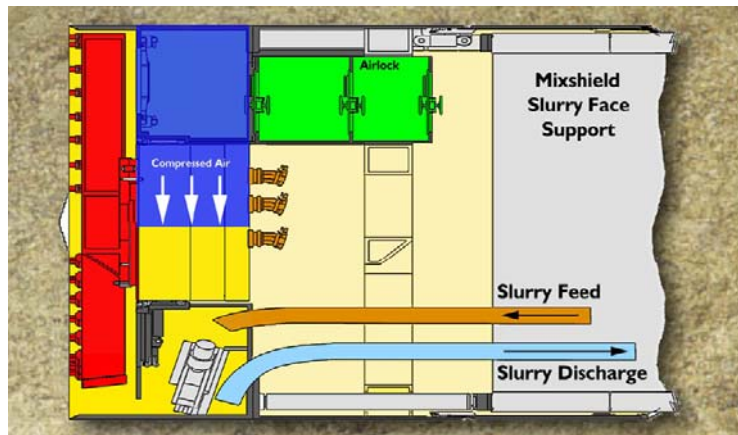 Airlock
Mixshield
Slurry Face
Support
Compressed Air
Slurry Feed
Slurry Discharge